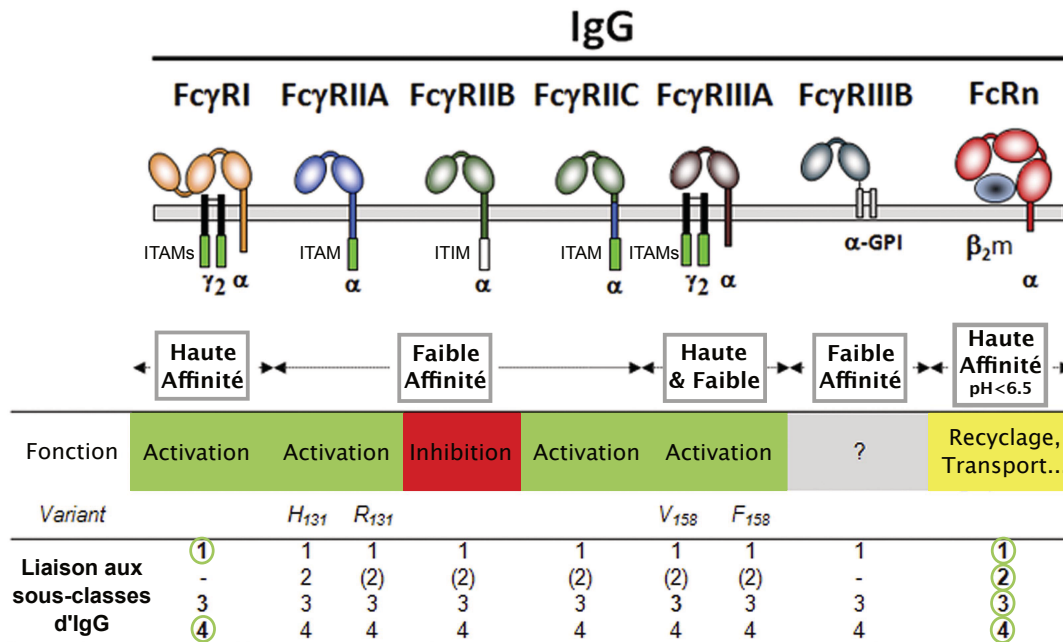 IgG
FcγRI FcγRIIA FcγRIIB FcγRIIC FcγRIIIA FcγRIIIB FcRn
ITAMs ITAM ITIM ITAM ITAMs α-GPI β₂m
γ₂ α α α α γ₂ α α
Haute Affinité
Faible Affinité
Haute & Faible
Faible Affinité
Haute Affinité pH<6.5
Fonction Activation Activation Inhibition Activation Activation ? Recyclage, Transport..
Variant H₁₃₁ R₁₃₁ V₁₅₈ F₁₅₈
Liaison aux sous-classes d'IgG
1 1 1 1 1 1 1 1 1
- 2 (2) (2) (2) (2) (2) - 2
3 3 3 3 3 3 3 3 3
4 4 4 4 4 4 4 4 4